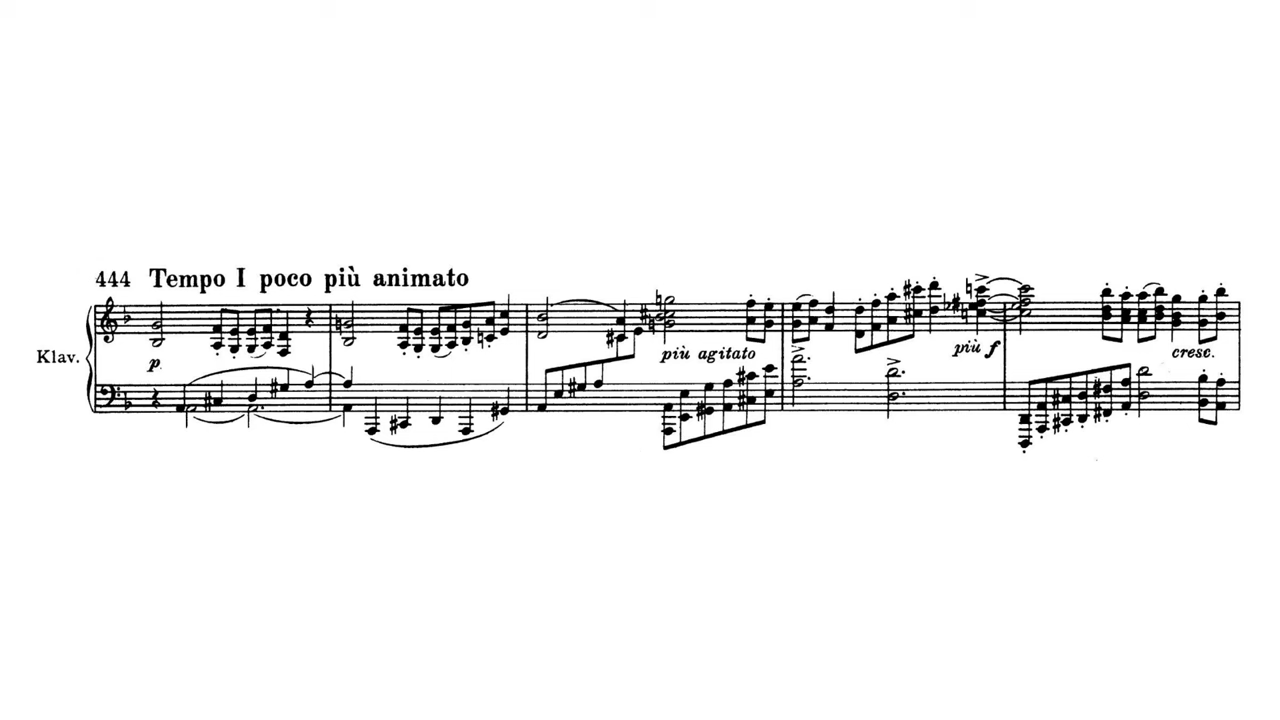 444 Tempo I poco più animato
Klav.
p
più agitato
più f
cresc.